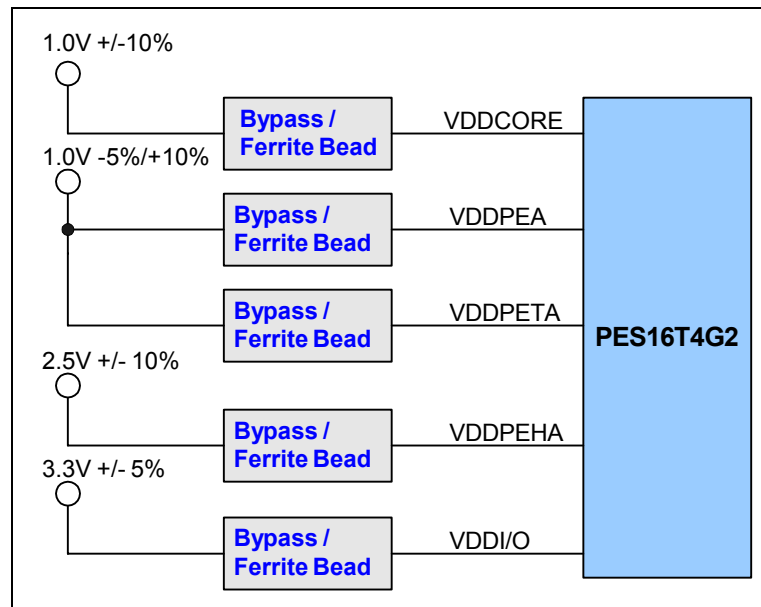 1.0V +/-10%
Bypass /
Ferrite Bead
VDDCORE
1.0V -5%/+10%
Bypass /
Ferrite Bead
VDDPEA
Bypass /
Ferrite Bead
VDDPETA
PES16T4G2
2.5V +/- 10%
Bypass /
Ferrite Bead
VDDPEHA
3.3V +/- 5%
Bypass /
Ferrite Bead
VDDI/O